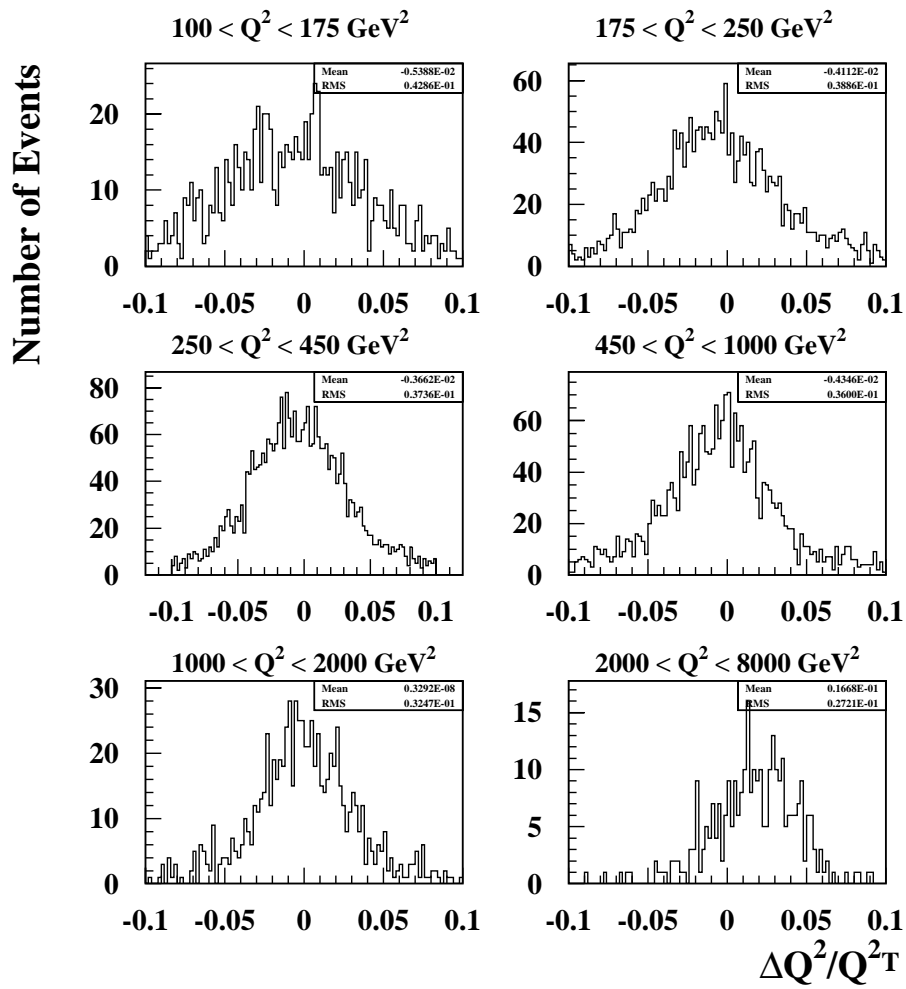 Number of Events
100 < Q² < 175 GeV²
Mean -0.5388E-02
RMS 0.4286E-01
20
10
0
-0.1 -0.05 0 0.05 0.1
175 < Q² < 250 GeV²
Mean -0.4112E-02
RMS 0.3886E-01
60
40
20
0
-0.1 -0.05 0 0.05 0.1
250 < Q² < 450 GeV²
Mean -0.3662E-02
RMS 0.3736E-01
80
60
40
20
0
-0.1 -0.05 0 0.05 0.1
450 < Q² < 1000 GeV²
Mean -0.4346E-02
RMS 0.3600E-01
80
60
40
20
0
-0.1 -0.05 0 0.05 0.1
1000 < Q² < 2000 GeV²
Mean 0.3292E-08
RMS 0.3247E-01
30
20
10
0
-0.1 -0.05 0 0.05 0.1
2000 < Q² < 8000 GeV²
Mean 0.1668E-01
RMS 0.2721E-01
15
10
5
0
-0.1 -0.05 0 0.05 0.1
ΔQ²/Q²T